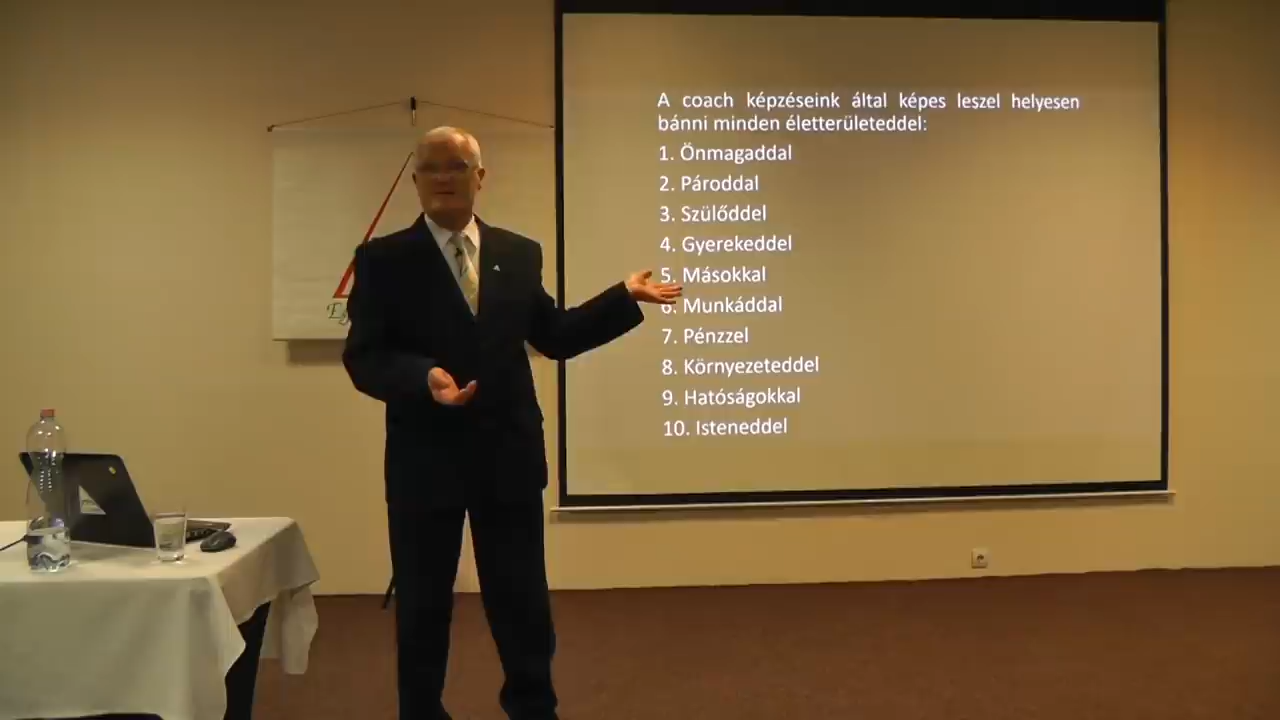 A coach képzéseink által képes leszel helyesen
bánni minden életterületeddel:
1. Önmagaddal
2. Pároddal
3. Szülőddel
4. Gyerekeddel
5. Másokkal
6. Munkáddal
7. Pénzzel
8. Környezeteddel
9. Hatóságokkal
10. Isteneddel